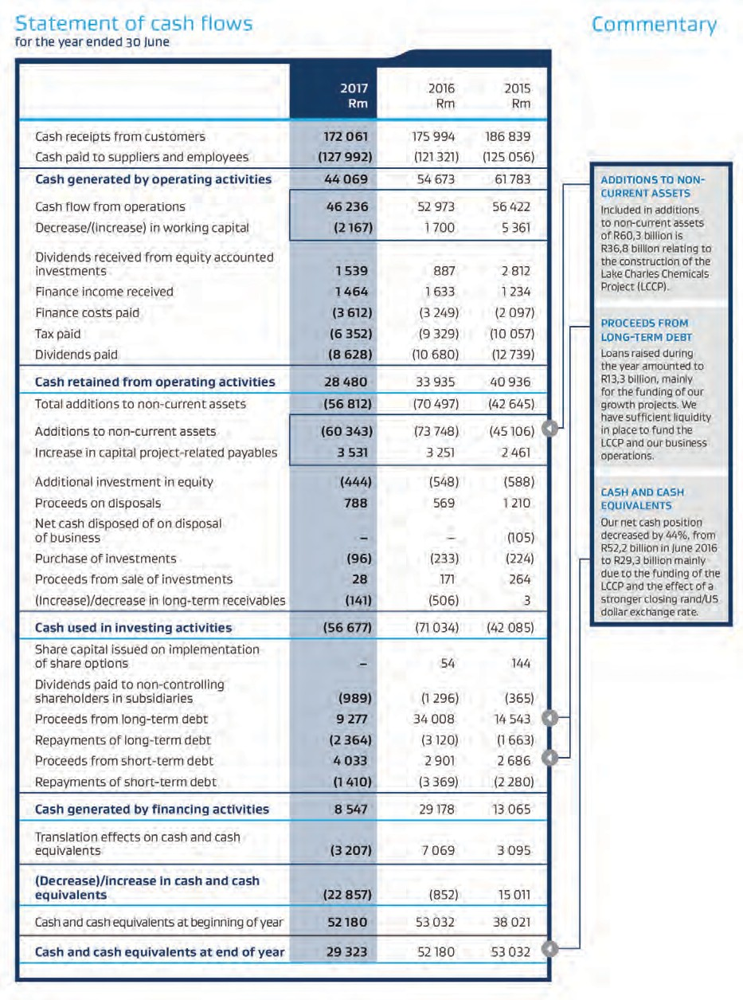 Statement of cash flows
for the year ended 30 June
Commentary
2017 2016 2015
Rm Rm Rm
Cash receipts from customers 172 061 175 994 186 839
Cash paid to suppliers and employees (127 992) (121 321) (125 056)
Cash generated by operating activities 44 069 54 673 61 783
Cash flow from operations 46 236 52 973 56 422
Decrease/(increase) in working capital (2 167) 1 700 5 361
Dividends received from equity accounted
investments 1 539 887 2 812
Finance income received 1 464 1 633 1 234
Finance costs paid (3 612) (3 249) (2 097)
Tax paid (6 352) (9 329) (10 057)
Dividends paid (8 628) (10 680) (12 739)
Cash retained from operating activities 28 480 33 935 40 936
Total additions to non-current assets (56 812) (70 497) (42 645)
Additions to non-current assets (60 343) (73 748) (45 106)
Increase in capital project-related payables 3 531 3 251 2 461
Additional investment in equity (444) (548) (588)
Proceeds on disposals 788 569 1 210
Net cash disposed of on disposal
of business – – (105)
Purchase of investments (96) (233) (224)
Proceeds from sale of investments 28 171 264
(Increase)/decrease in long-term receivables (141) (506) 3
Cash used in investing activities (56 677) (71 034) (42 085)
Share capital issued on implementation
of share options – 54 144
Dividends paid to non-controlling
shareholders in subsidiaries (989) (1 296) (365)
Proceeds from long-term debt 9 277 34 008 14 543
Repayments of long-term debt (2 364) (3 120) (1 663)
Proceeds from short-term debt 4 033 2 901 2 686
Repayments of short-term debt (1 410) (3 369) (2 280)
Cash generated by financing activities 8 547 29 178 13 065
Translation effects on cash and cash
equivalents (3 207) 7 069 3 095
(Decrease)/increase in cash and cash
equivalents (22 857) (852) 15 011
Cash and cash equivalents at beginning of year 52 180 53 032 38 021
Cash and cash equivalents at end of year 29 323 52 180 53 032
ADDITIONS TO NON-
CURRENT ASSETS
Included in additions
to non-current assets
of R60,3 billion is
R36,8 billion relating to
the construction of the
Lake Charles Chemicals
Project (LCCP).
PROCEEDS FROM
LONG-TERM DEBT
Loans raised during
the year amounted to
R13,3 billion, mainly
for the funding of our
growth projects. We
have sufficient liquidity
in place to fund the
LCCP and our business
operations.
CASH AND CASH
EQUIVALENTS
Our net cash position
decreased by 44%, from
R52,2 billion in June 2016
to R29,3 billion mainly
due to the funding of the
LCCP and the effect of a
stronger closing rand/US
dollar exchange rate.